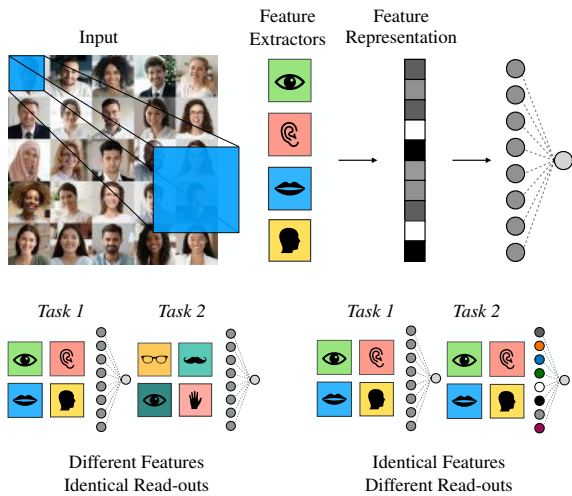 Input
Feature
Extractors
Feature
Representation
Task 1
Task 2
Task 1
Task 2
Different Features
Identical Read-outs
Identical Features
Different Read-outs